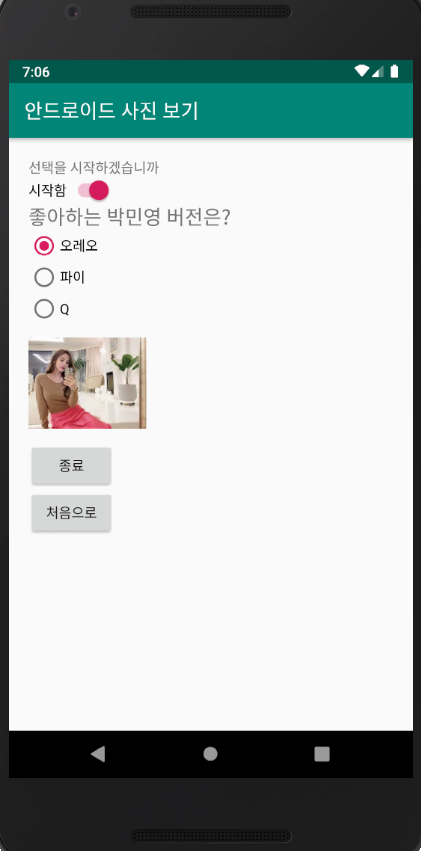 7:06
안드로이드 사진 보기
선택을 시작하겠습니까
시작함
좋아하는 박민영 버전은?
오레오
파이
Q
종료
처음으로